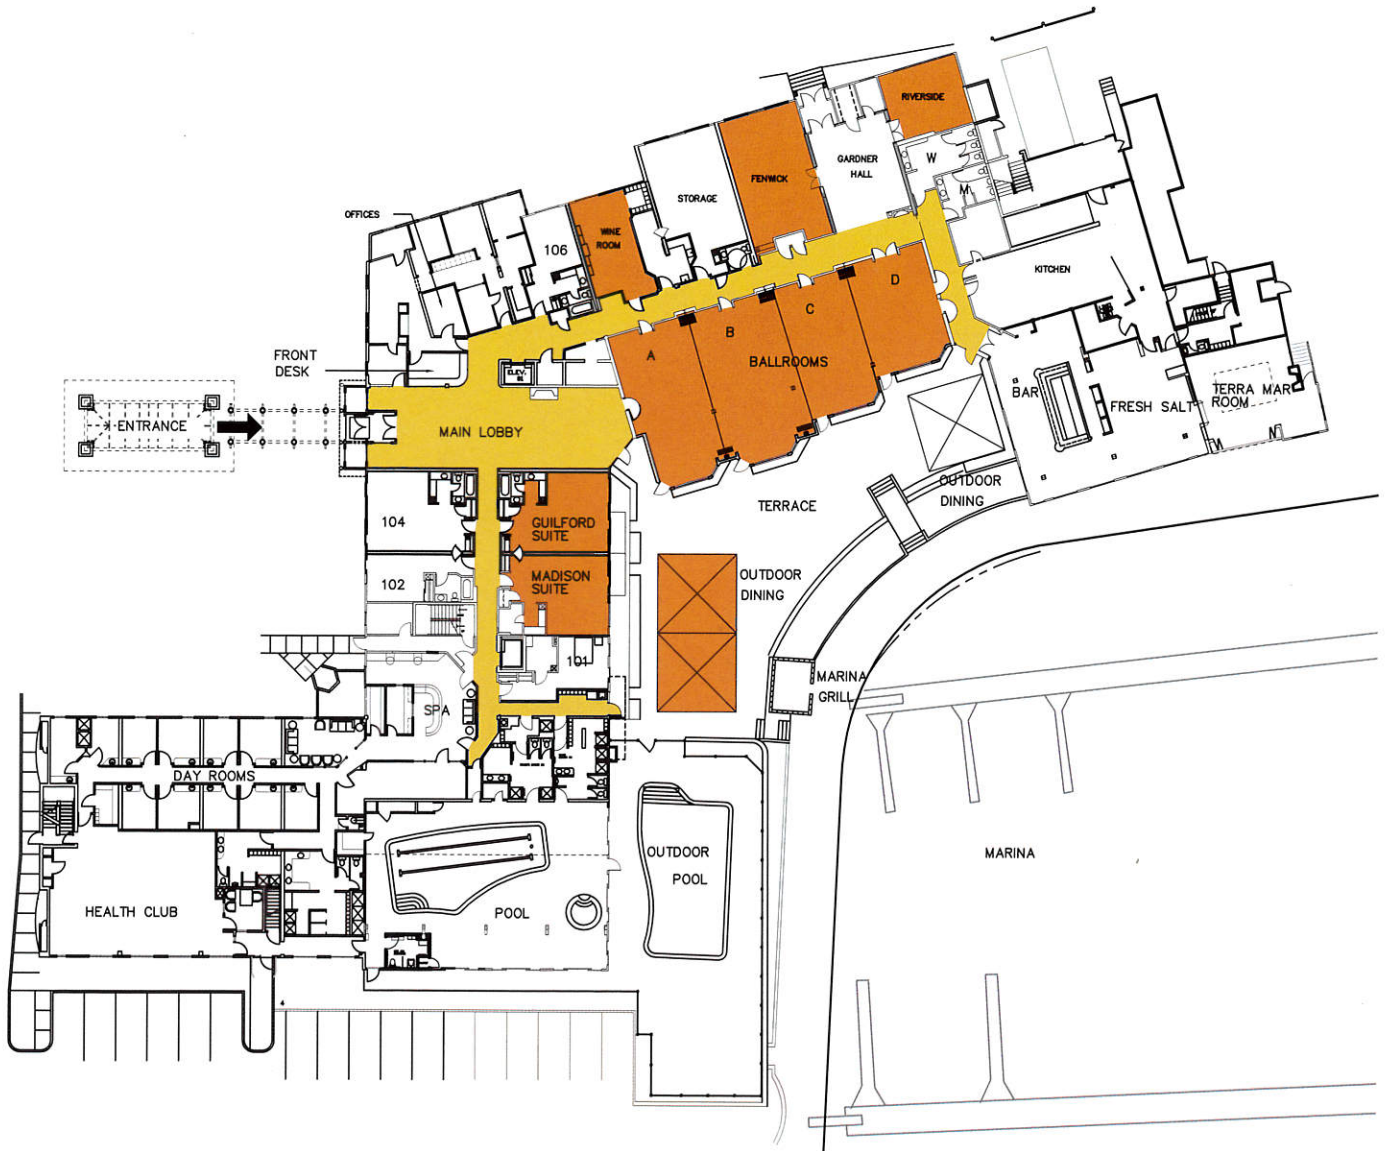 RIVERSIDE
W
GARDNER
HALL
M
FENWICK
STORAGE
OFFICES
WINE
ROOM
106
KITCHEN
D
C
B
A
BALLROOMS
FRONT
DESK
ELEV.
ENTRANCE
MAIN LOBBY
BAR
FRESH SALT
TERRA MAR
ROOM
OUTDOOR
DINING
TERRACE
104
GUILFORD
SUITE
102
MADISON
SUITE
OUTDOOR
DINING
101
MARINA
GRILL
SPA
DAY ROOMS
OUTDOOR
POOL
MARINA
HEALTH CLUB
POOL
4